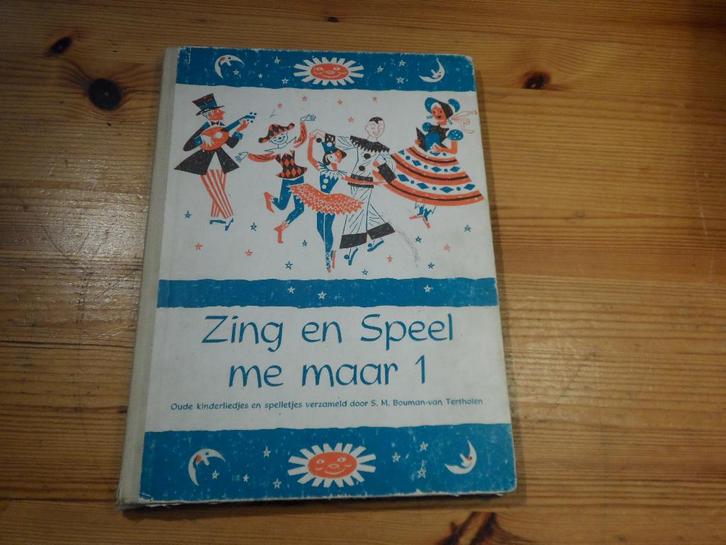 Zing en Speel
me maar 1
Oude kinderliedjes en spelletjes verzameld door S. M. Bouman-van Tertholen